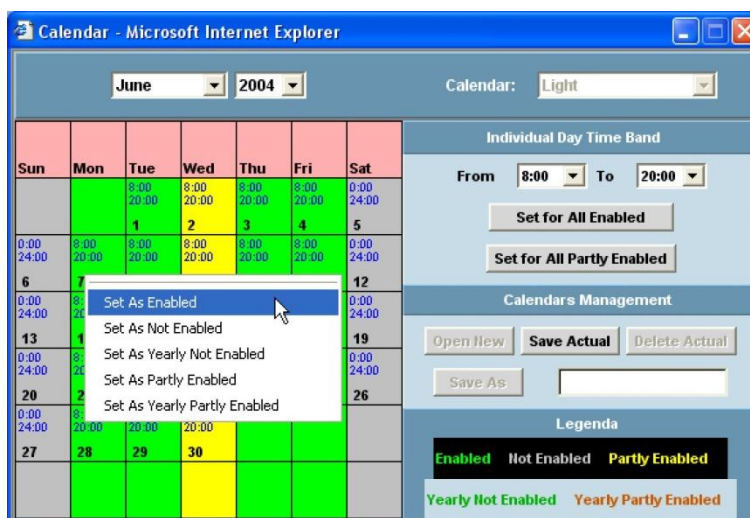 Calendar - Microsoft Internet Explorer
June 2004 Calendar: Light
Individual Day Time Band
Sun Mon Tue Wed Thu Fri Sat
From 8:00 To 20:00
8:00 8:00 8:00 8:00 0:00
20:00 20:00 20:00 20:00 24:00
1 2 3 4 5
Set for All Enabled
0:00 8:00 8:00 8:00 8:00 8:00 0:00
24:00 20:00 20:00 20:00 20:00 20:00 24:00
6 7 12
Set for All Partly Enabled
Set As Enabled
Set As Not Enabled
Set As Yearly Not Enabled
Set As Partly Enabled
Set As Yearly Partly Enabled
0:00 0:00
24:00 24:00
13 19
Calendars Management
Open New Save Actual Delete Actual
0:00 0:00
24:00 24:00
20 26
Save As
0:00
24:00 20:00 20:00 20:00
27 28 29 30
Legenda
Enabled Not Enabled Partly Enabled
Yearly Not Enabled Yearly Partly Enabled